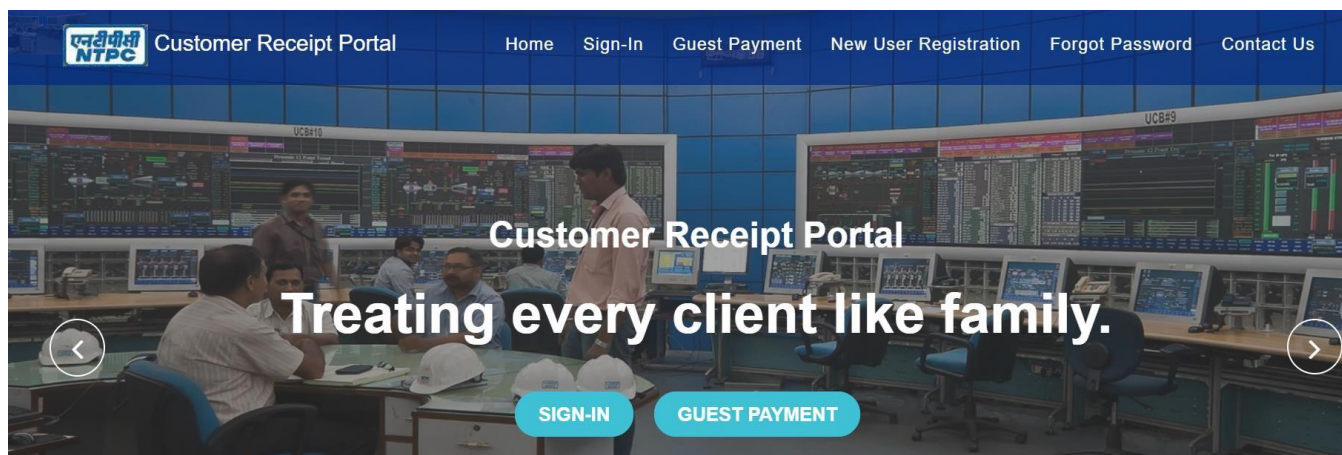 एनटीपीसी
NTPC
Customer Receipt Portal
Home Sign-In Guest Payment New User Registration Forgot Password Contact Us
UCB#10
UCB#9
Customer Receipt Portal
Treating every client like family.
SIGN-IN GUEST PAYMENT